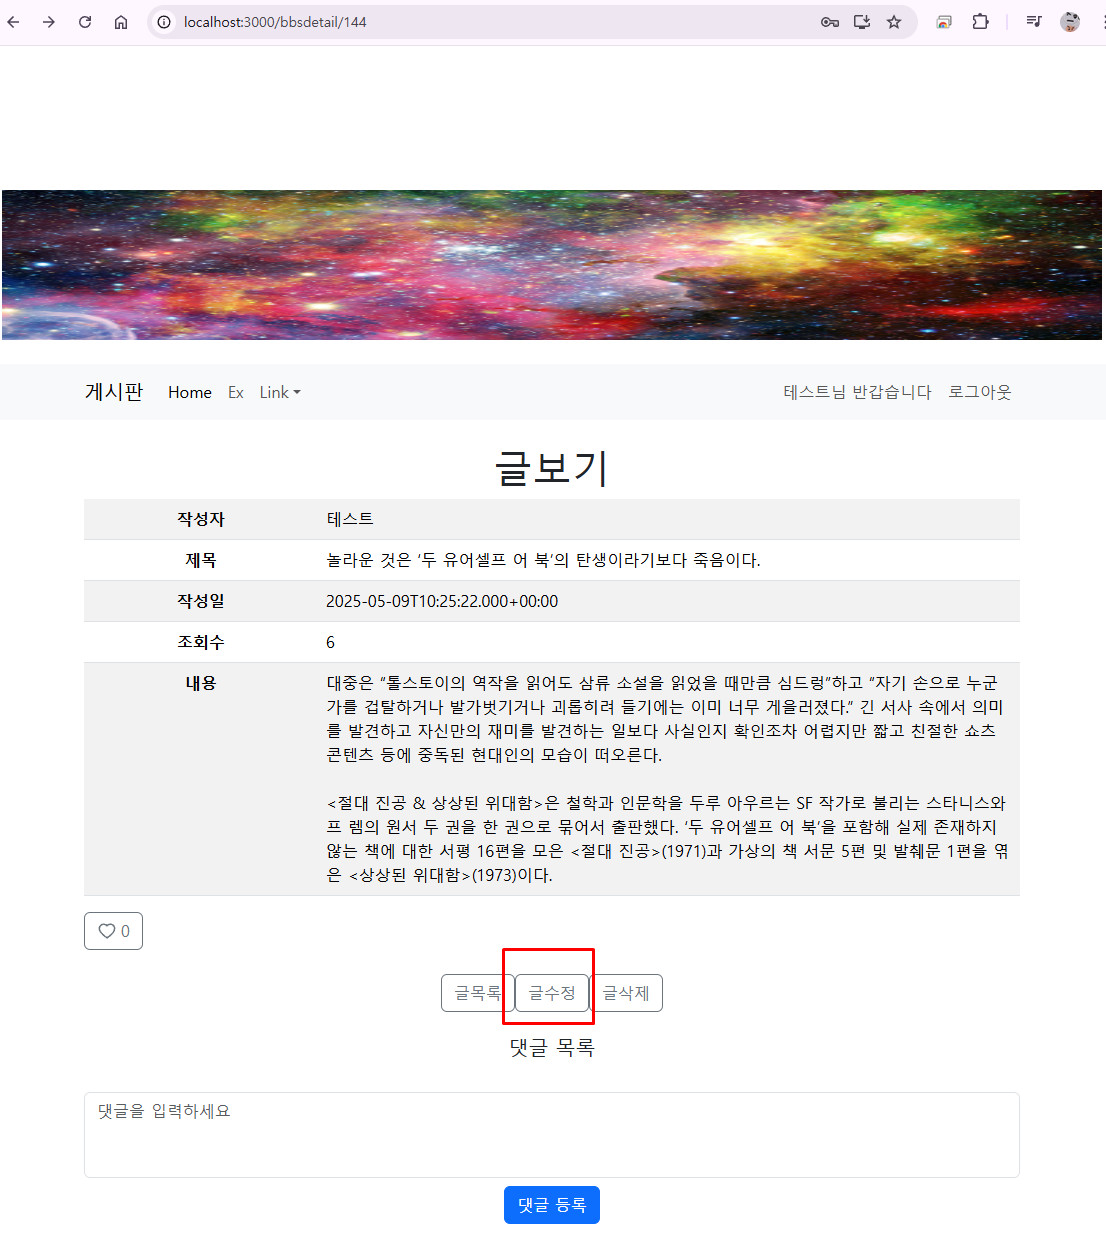 localhost:3000/bbsdetail/144
게시판 Home Ex Link 테스트님 반갑습니다 로그아웃
글보기
작성자 테스트
제목 놀라운 것은 ‘두 유어셀프 어 북’의 탄생이라기보다 죽음이다.
작성일 2025-05-09T10:25:22.000+00:00
조회수 6
내용 대중은 “톨스토이의 역작을 읽어도 삼류 소설을 읽었을 때만큼 심드렁”하고 “자기 손으로 누군
가를 겁탈하거나 발가벗기거나 괴롭히려 들기에는 이미 너무 게을러졌다.” 긴 서사 속에서 의미
를 발견하고 자신만의 재미를 발견하는 일보다 사실인지 확인조차 어렵지만 짧고 친절한 쇼츠
콘텐츠 등에 중독된 현대인의 모습이 떠오른다.
<절대 진공 & 상상된 위대함>은 철학과 인문학을 두루 아우르는 SF 작가로 불리는 스타니스와
프 렘의 원서 두 권을 한 권으로 묶어서 출판했다. ‘두 유어셀프 어 북’을 포함해 실제 존재하지
않는 책에 대한 서평 16편을 모은 <절대 진공>(1971)과 가상의 책 서문 5편 및 발췌문 1편을 엮
은 <상상된 위대함>(1973)이다.
0
글목록 글수정 글삭제
댓글 목록
댓글을 입력하세요
댓글 등록